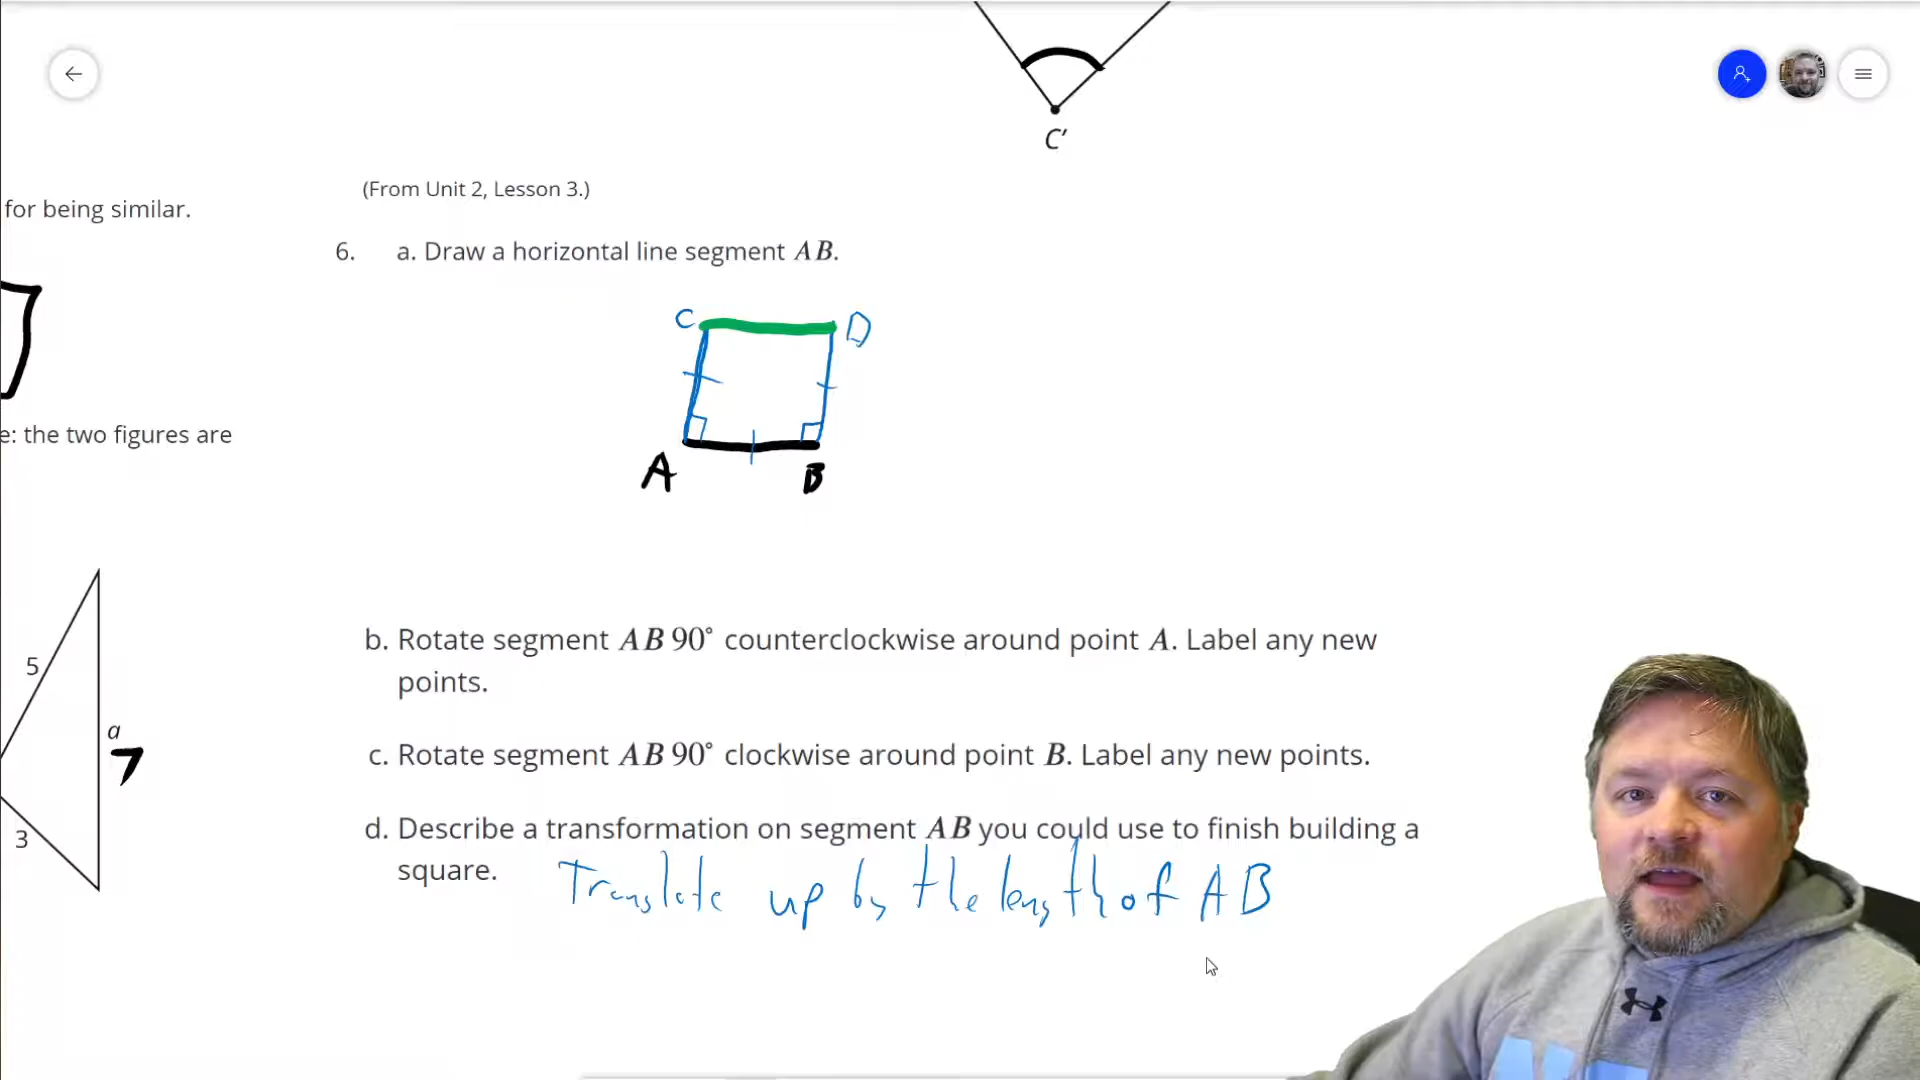 C'
(From Unit 2, Lesson 3.)
for being similar.
6. a. Draw a horizontal line segment AB.
C D
e: the two figures are
A B
b. Rotate segment AB 90° counterclockwise around point A. Label any new
points.
5
a
7
c. Rotate segment AB 90° clockwise around point B. Label any new points.
3
d. Describe a transformation on segment AB you could use to finish building a
square. Translate up by the length of AB